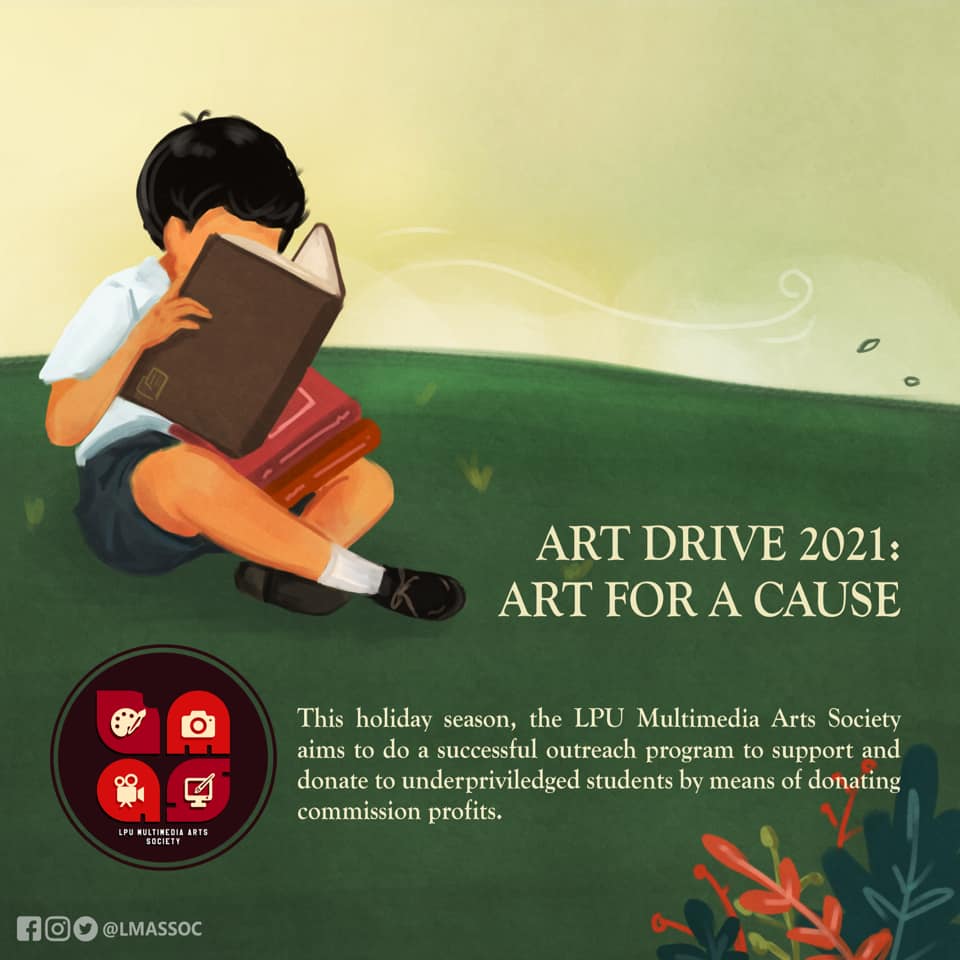 ART DRIVE 2021:
ART FOR A CAUSE
This holiday season, the LPU Multimedia Arts Society
aims to do a successful outreach program to support and
donate to underpriviledged students by means of donating
commission profits.
LMAS
LPU MULTIMEDIA ARTS
SOCIETY
@LMASSOC